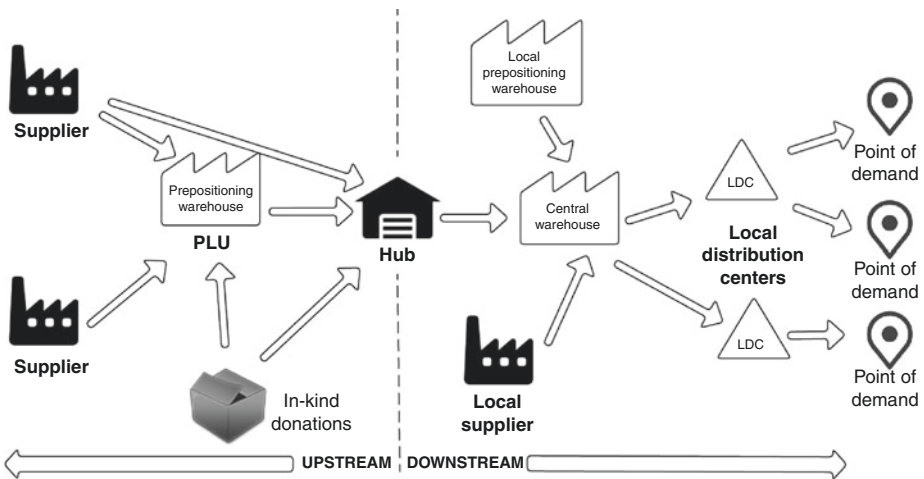 Supplier
Prepositioning
warehouse
PLU
Supplier
In-kind
donations
Hub
Local
prepositioning
warehouse
Central
warehouse
Local
supplier
LDC
Local
distribution
centers
LDC
Point of
demand
Point of
demand
Point of
demand
UPSTREAM
DOWNSTREAM